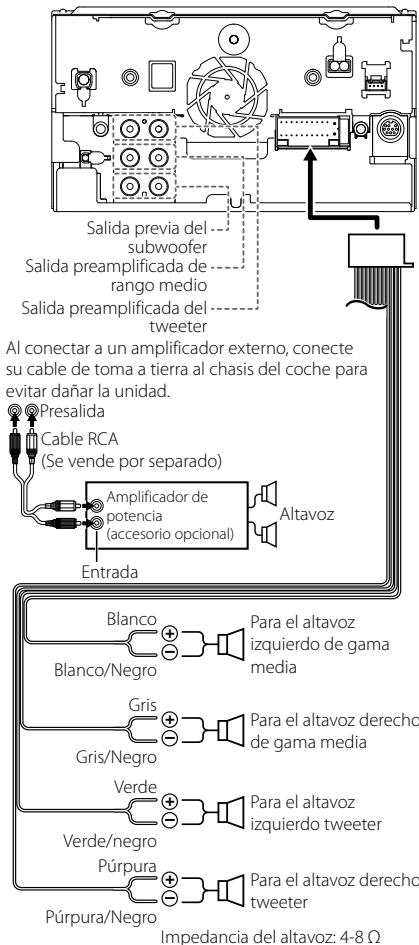 Salida previa del
subwoofer
Salida preamplificada de
rango medio
Salida preamplificada del
tweeter
Al conectar a un amplificador externo, conecte
su cable de toma a tierra al chasis del coche para
evitar dañar la unidad.
Presalida
Cable RCA
(Se vende por separado)
Amplificador de
potencia
(accesorio opcional)
Altavoz
Entrada
Blanco
Blanco/Negro
Para el altavoz
izquierdo de gama
media
Gris
Gris/Negro
Para el altavoz derecho
de gama media
Verde
Verde/negro
Para el altavoz
izquierdo tweeter
Púrpura
Púrpura/Negro
Para el altavoz derecho
tweeter
Impedancia del altavoz: 4-8 Ω